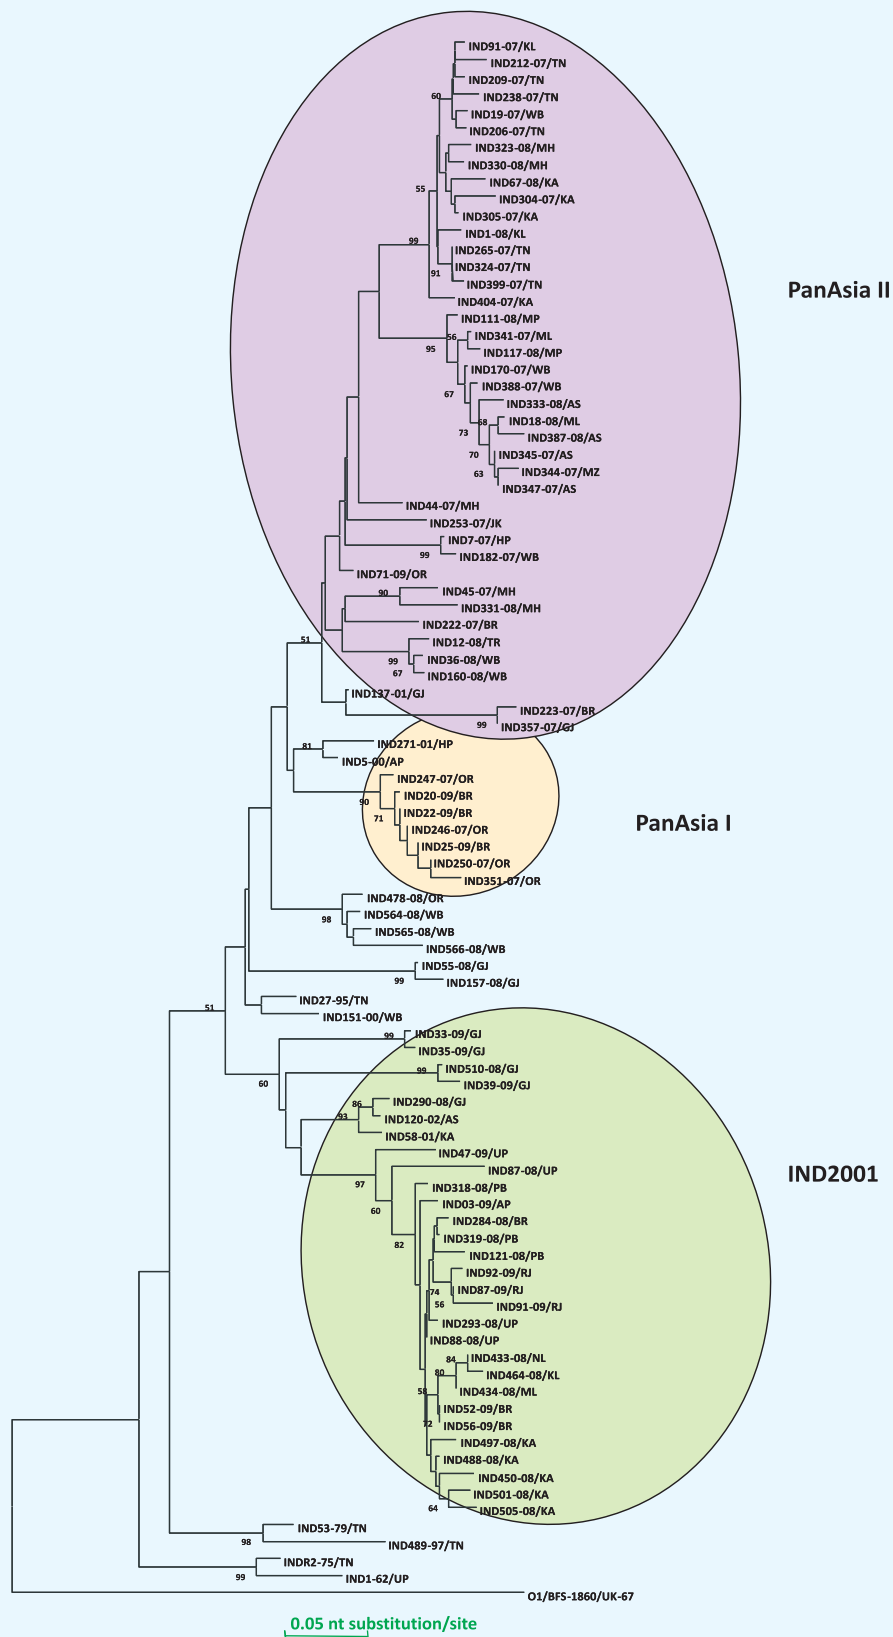 IND91-07/KL
IND212-07/TN
IND209-07/TN
60
IND238-07/TN
IND19-07/WB
IND206-07/TN
IND323-08/MH
IND330-08/MH
IND67-08/KA
55
IND304-07/KA
IND305-07/KA
IND1-08/KL
99
IND265-07/TN
IND324-07/TN
91
IND399-07/TN
PanAsia II
IND404-07/KA
IND111-08/MP
56
IND341-07/ML
95
IND117-08/MP
IND170-07/WB
IND388-07/WB
67
IND333-08/AS
68
IND18-08/ML
73
IND387-08/AS
70
IND345-07/AS
IND344-07/MZ
63
IND347-07/AS
IND44-07/MH
IND253-07/JK
IND7-07/HP
99
IND182-07/WB
IND71-09/OR
90
IND45-07/MH
IND331-08/MH
IND222-07/BR
51
IND12-08/TR
99
IND36-08/WB
67
IND160-08/WB
IND137-01/GJ
IND223-07/BR
99
IND357-07/GJ
81
IND271-01/HP
IND5-00/AP
IND247-07/OR
90
IND20-09/BR
71
IND22-09/BR
PanAsia I
IND246-07/OR
IND25-09/BR
IND250-07/OR
IND351-07/OR
IND478-08/OR
98
IND564-08/WB
IND565-08/WB
IND566-08/WB
IND55-08/GJ
99
IND157-08/GJ
IND27-95/TN
51
IND151-00/WB
99
IND33-09/GJ
IND35-09/GJ
99
IND510-08/GJ
60
IND39-09/GJ
86
IND290-08/GJ
93
IND120-02/AS
IND58-01/KA
IND47-09/UP
IND87-08/UP
IND2001
97
IND318-08/PB
60
IND03-09/AP
IND284-08/BR
82
IND319-08/PB
IND121-08/PB
IND92-09/RJ
74
IND87-09/RJ
56
IND91-09/RJ
IND293-08/UP
IND88-08/UP
84
IND433-08/NL
80
IND464-08/KL
58
IND434-08/ML
IND52-09/BR
72
IND56-09/BR
IND497-08/KA
IND488-08/KA
IND450-08/KA
IND501-08/KA
64
IND505-08/KA
IND53-79/TN
98
IND489-97/TN
INDR2-75/TN
99
IND1-62/UP
O1/BFS-1860/UK-67
0.05 nt substitution/site